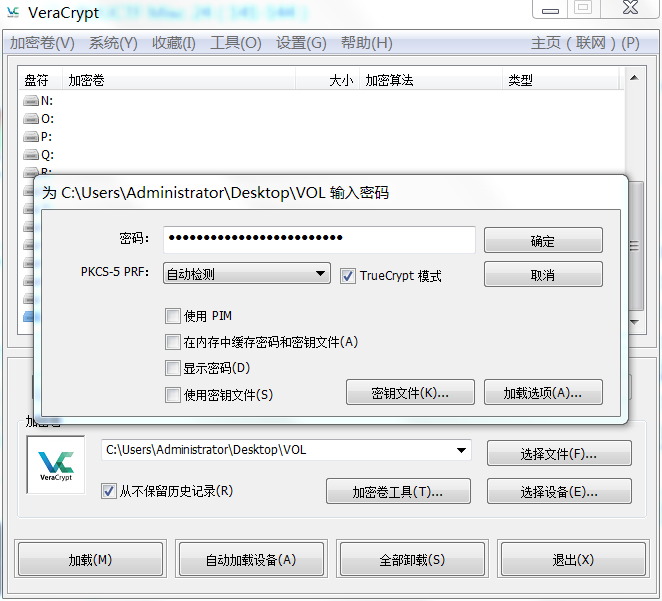 VeraCrypt
加密卷(V) 系统(Y) 收藏(I) 工具(O) 设置(G) 帮助(H) 主页（联网）(P)
盘符 加密卷 大小 加密算法 类型
N:
O:
P:
Q:
R:
为 C:\Users\Administrator\Desktop\VOL 输入密码
密码: ●●●●●●●●●●●●●●●●●●●●●●●●● 确定
PKCS-5 PRF: 自动检测 TrueCrypt 模式 取消
使用 PIM
在内存中缓存密码和密钥文件(A)
显示密码(D)
使用密钥文件(S) 密钥文件(K)... 加载选项(A)...
加密卷
VeraCrypt C:\Users\Administrator\Desktop\VOL 选择文件(F)...
从不保留历史记录(R) 加密卷工具(T)... 选择设备(E)...
加载(M) 自动加载设备(A) 全部卸载(S) 退出(X)